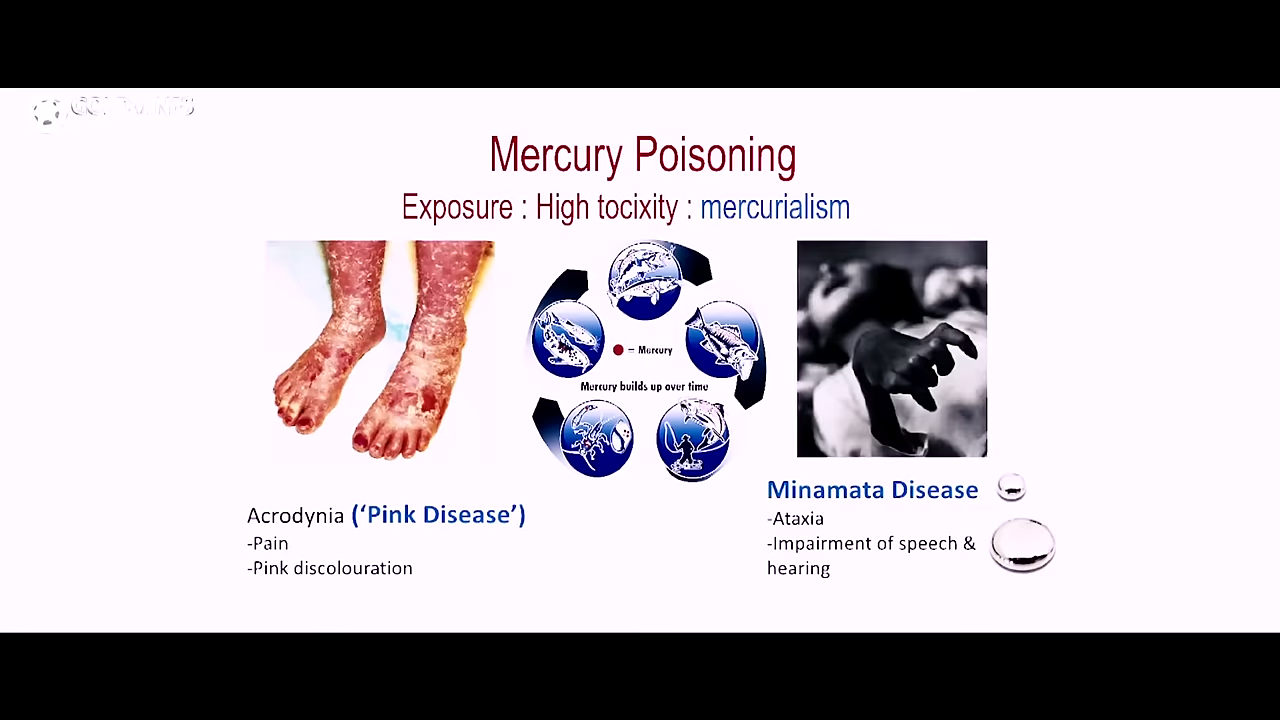 Mercury Poisoning
Exposure : High tocixity : mercurialism
= Mercury
Mercury builds up over time
Acrodynia (‘Pink Disease’)
-Pain
-Pink discolouration
Minamata Disease
-Ataxia
-Impairment of speech &
hearing